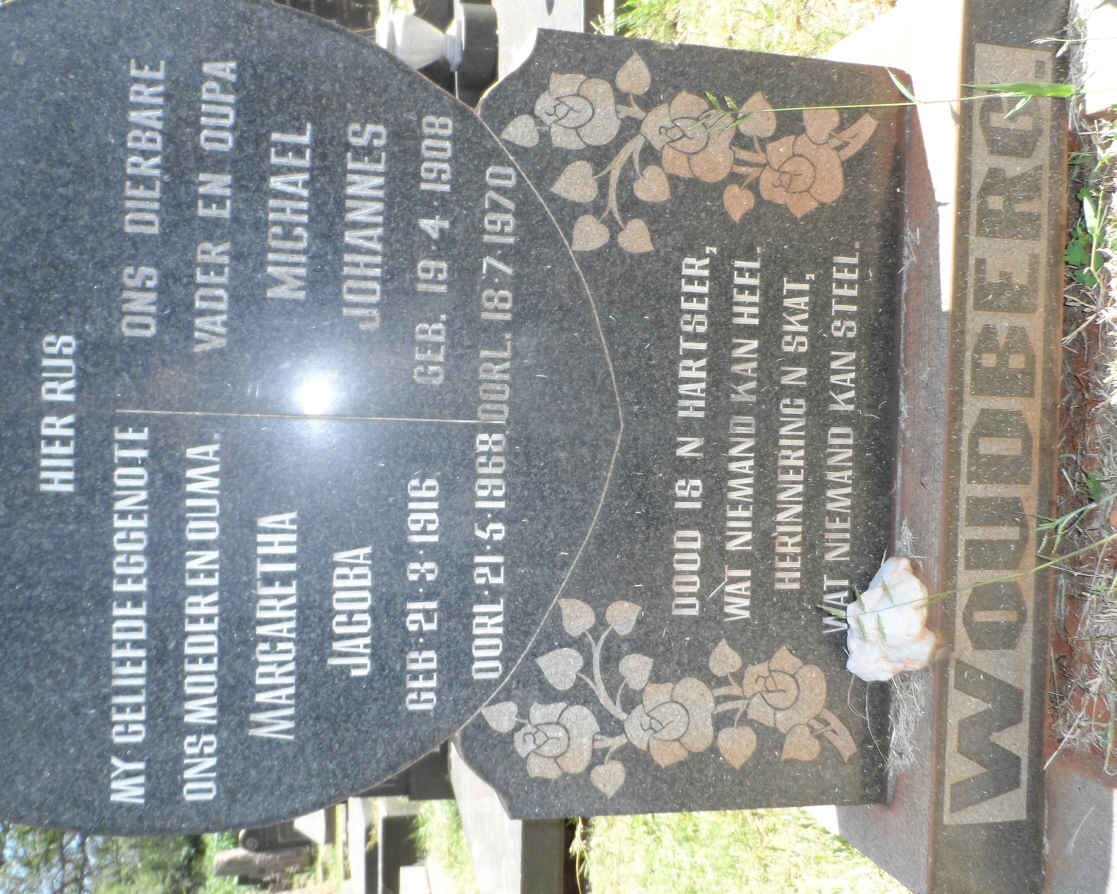 HIER RUS
MY GELIEFDE EGGENOTE
ONS MOEDER EN OUMA.
MARGARETHA
JAGOBA
GEB. 21·3·1916
OORL. 21·5·1968
ONS DIERBARE
VADER EN OUPA
MICHAEL
JOHANNES
GEB. 19·4·1908
OORL. 18·7·1970
DOOD IS N HARTSEER,
WAT NIEMAND KAN HEEL.
HERINNERING N SKAT,
WAT NIEMAND KAN STEEL.
WOUDBERG.